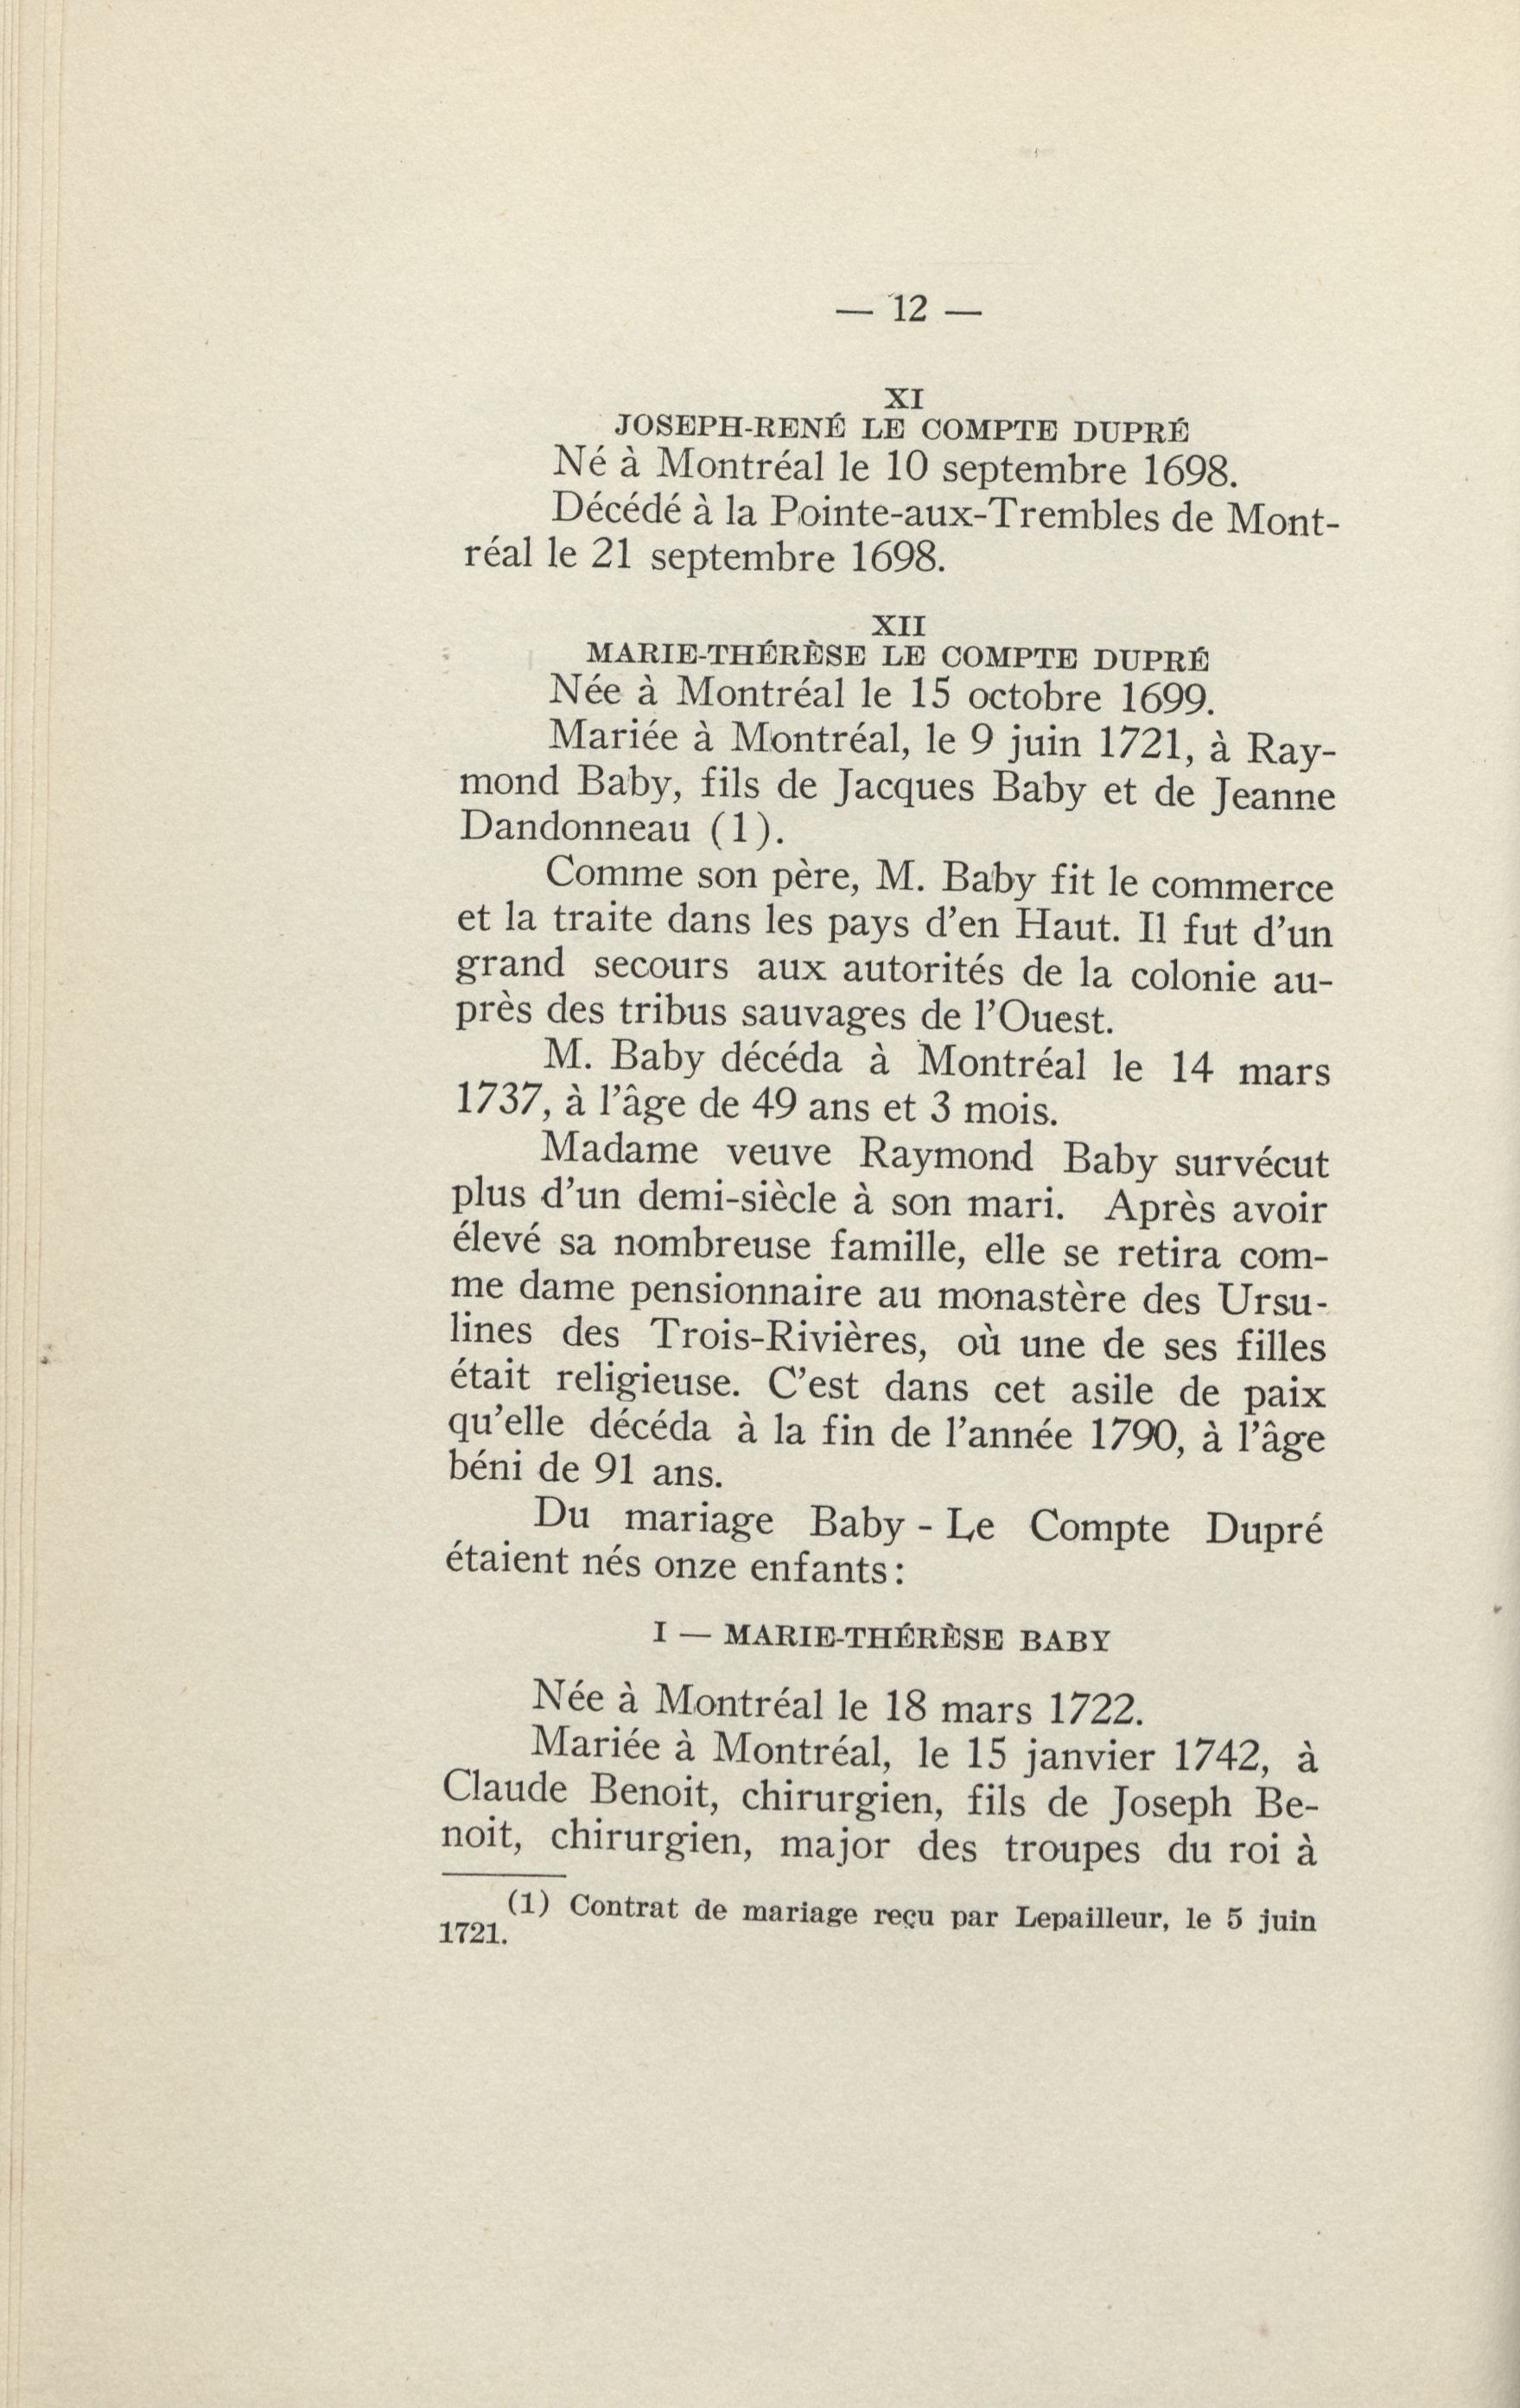 — 12 —
XI
JOSEPH-RENÉ LE COMPTE DUPRÉ
Né à Montréal le 10 septembre 1698.
Décédé à la Pointe-aux-Trembles de Mont-
réal le 21 septembre 1698.
XII
MARIE-THÉRÈSE LE COMPTE DUPRÉ
Née à Montréal le 15 octobre 1699.
Mariée à Montréal, le 9 juin 1721, à Ray-
mond Baby, fils de Jacques Baby et de Jeanne
Dandonneau (1).
Comme son père, M. Baby fit le commerce
et la traite dans les pays d'en Haut. Il fut d'un
grand secours aux autorités de la colonie au-
près des tribus sauvages de l'Ouest.
M. Baby décéda à Montréal le 14 mars
1737, à l'âge de 49 ans et 3 mois.
Madame veuve Raymond Baby survécut
plus d'un demi-siècle à son mari. Après avoir
élevé sa nombreuse famille, elle se retira com-
me dame pensionnaire au monastère des Ursu-
lines des Trois-Rivières, où une de ses filles
était religieuse. C'est dans cet asile de paix
qu'elle décéda à la fin de l'année 1790, à l'âge
béni de 91 ans.
Du mariage Baby - Le Compte Dupré
étaient nés onze enfants:
I — MARIE-THÉRÈSE BABY
Née à Montréal le 18 mars 1722.
Mariée à Montréal, le 15 janvier 1742, à
Claude Benoit, chirurgien, fils de Joseph Be-
noit, chirurgien, major des troupes du roi à
(1) Contrat de mariage reçu par Lepailleur, le 5 juin
1721.